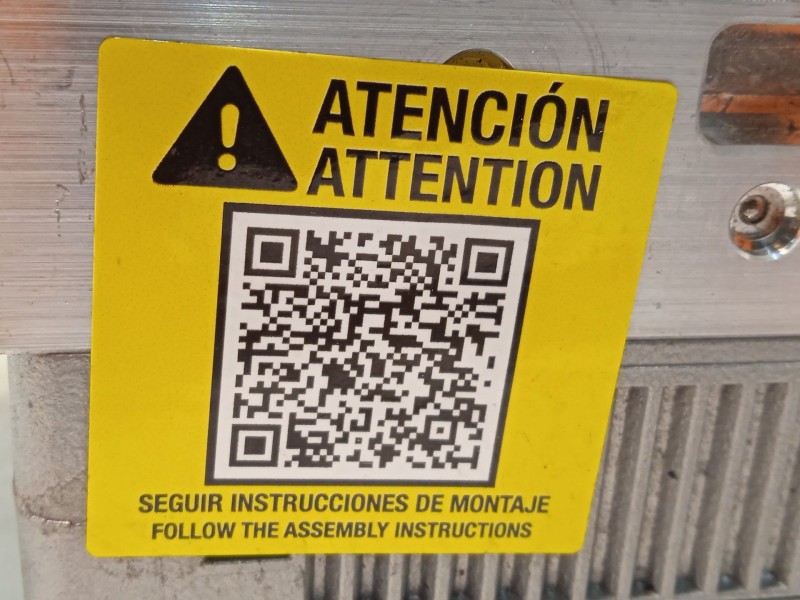 ATENCIÓN
ATTENTION
SEGUIR INSTRUCCIONES DE MONTAJE
FOLLOW THE ASSEMBLY INSTRUCTIONS